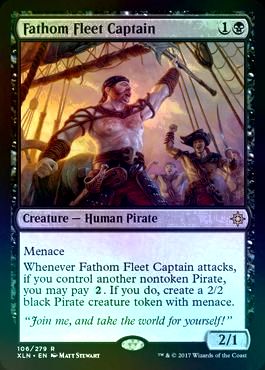 Fathom Fleet Captain 1
Creature — Human Pirate
Menace
Whenever Fathom Fleet Captain attacks,
if you control another nontoken Pirate,
you may pay 2. If you do, create a 2/2
black Pirate creature token with menace.
“Join me, and take the world for yourself!”
2/1
106/279 R
XLN • EN Matt Stewart
™ & © 2017 Wizards of the Coast